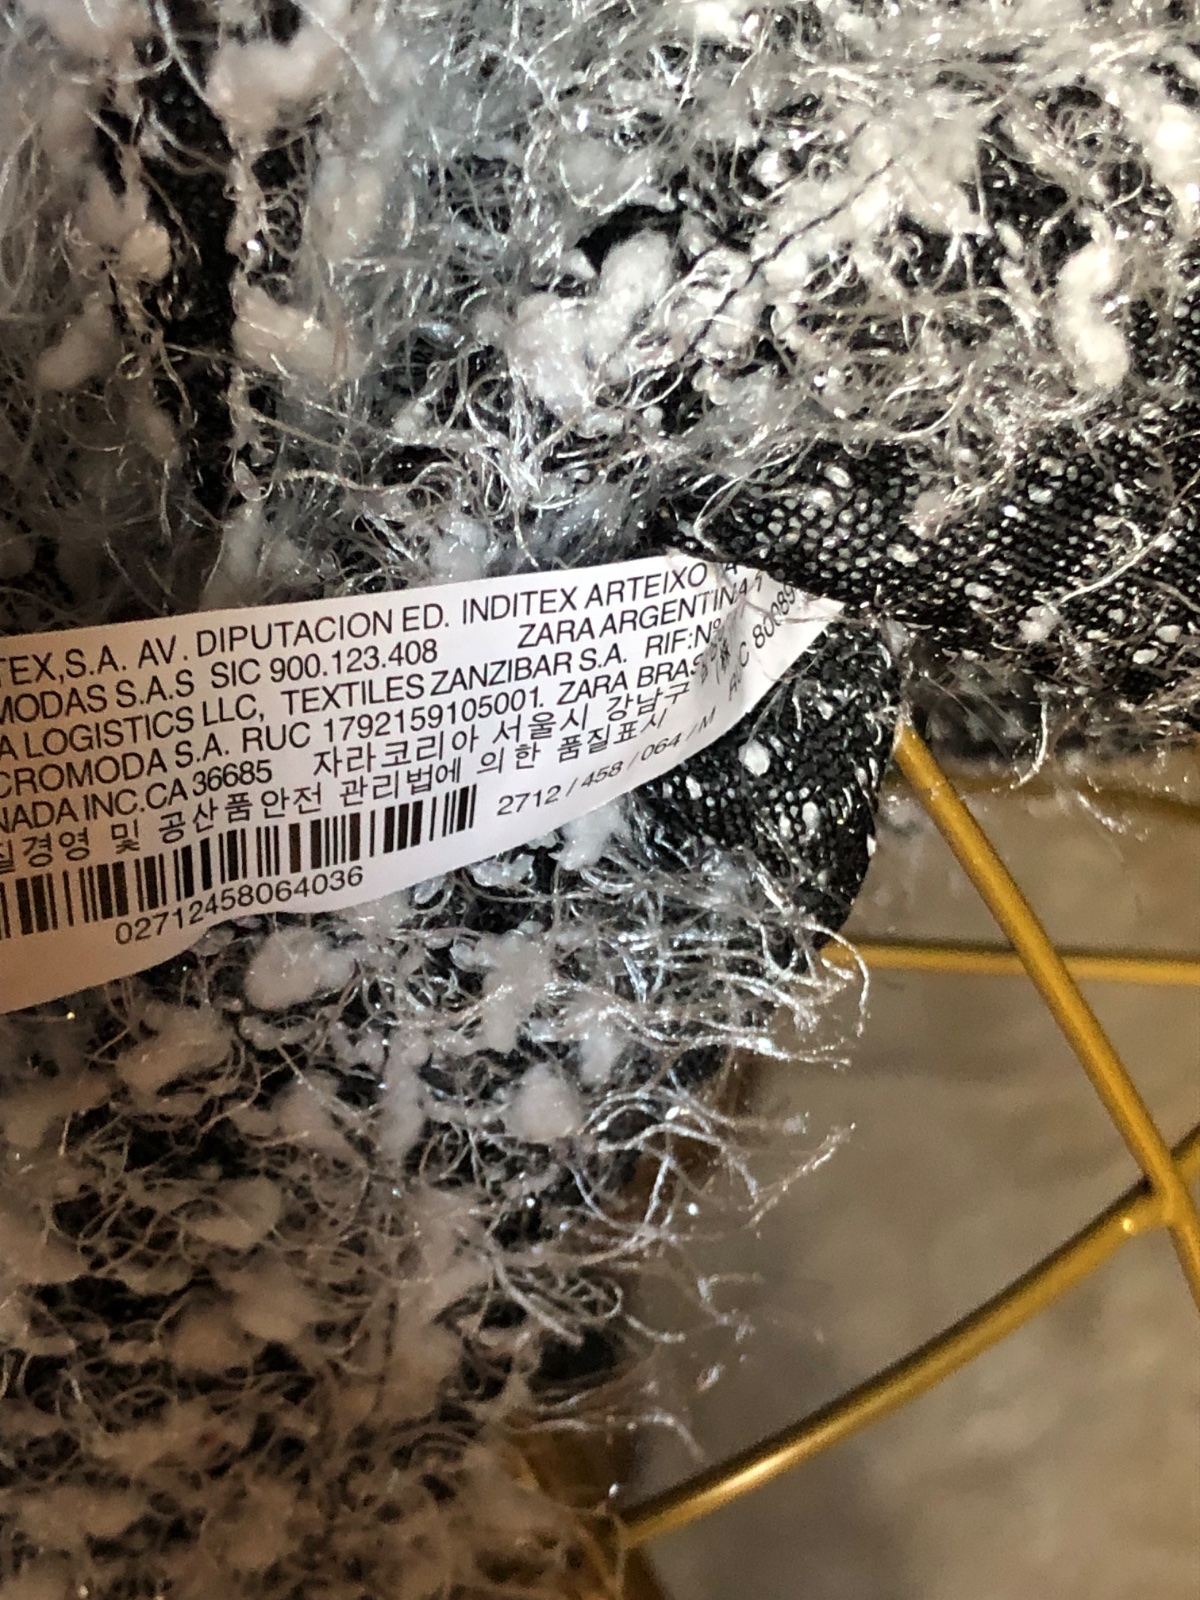 TEX,S.A. AV. DIPUTACION ED. INDITEX ARTEIXO
MODAS S.A.S SIC 900.123.408 ZARA ARGENTINA
A LOGISTICS LLC, TEXTILES ZANZIBAR S.A. RIF:Nº
CROMODA S.A. RUC 1792159105001. ZARA BRAS
NADA INC.CA 36685 자라코리아 서울시 강남구
질경영 및 공산품안전 관리법에 의한 품질표시
2712 / 458 / 064 / M
02712458064036